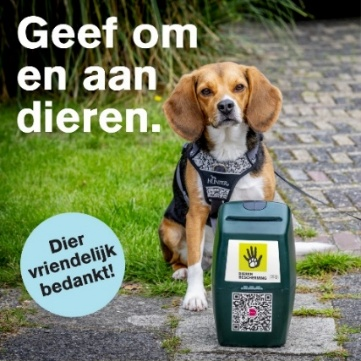 Geef om
en aan
dieren.
Dier
vriendelijk
bedankt!
DIEREN
BESCHERMING